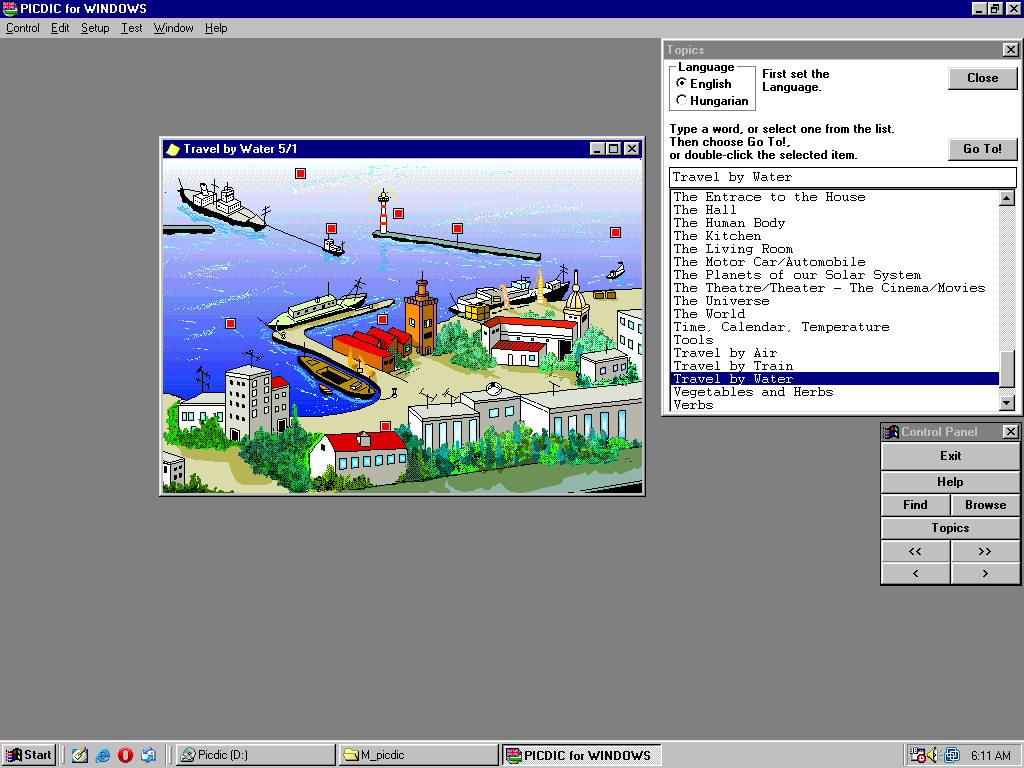 PICDIC for WINDOWS
Control Edit Setup Test Window Help
Travel by Water 5/1
Topics
Language
English
Hungarian
First set the
Language.
Close
Type a word, or select one from the list.
Then choose Go To!,
or double-click the selected item.
Go To!
Travel by Water
The Entrace to the House
The Hall
The Human Body
The Kitchen
The Living Room
The Motor Car/Automobile
The Planets of our Solar System
The Theatre/Theater - The Cinema/Movies
The Universe
The World
Time, Calendar, Temperature
Tools
Travel by Air
Travel by Train
Travel by Water
Vegetables and Herbs
Verbs
Control Panel
Exit
Help
Find Browse
Topics
<< >>
< >
Start Picdic (D:) M_picdic PICDIC for WINDOWS 6:11 AM